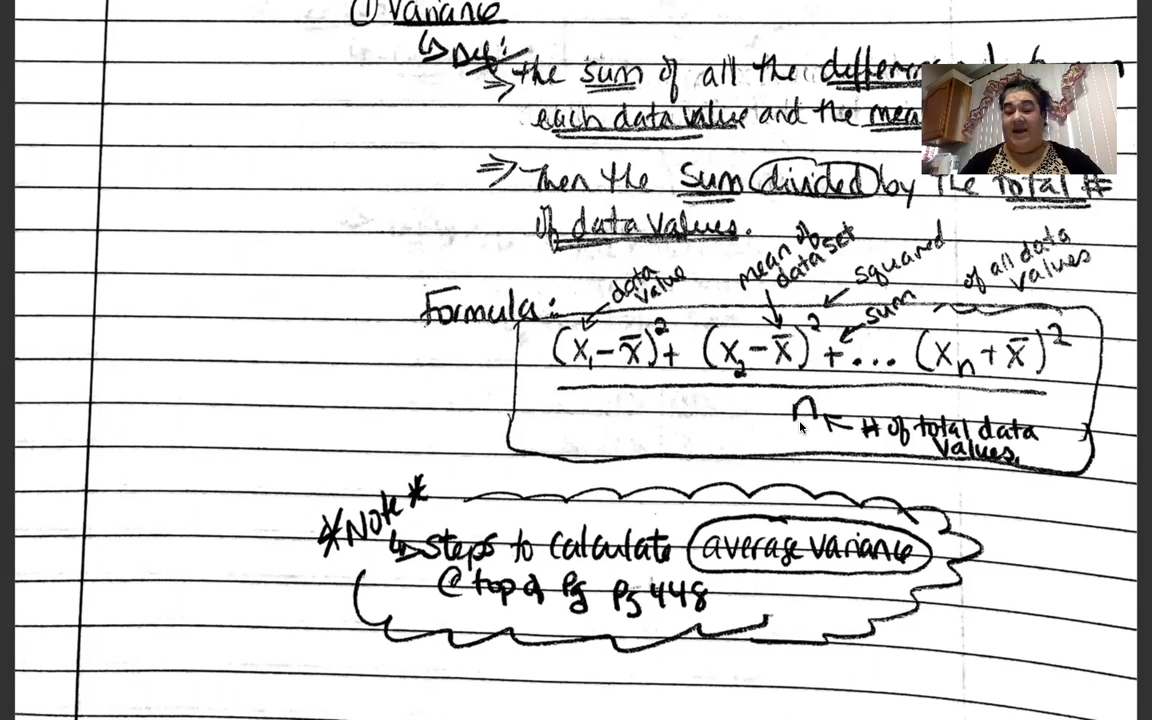 ① Variance
↳ Def:
⇒ the sum of all the differen
each data value and the mea
⇒ Then the Sum divided by the total #
of data values.
data value
mean of data set
squared
sum
of all data values
Formula:
(x₁ - x̄)² + (x₂ - x̄)² + ... (xₙ + x̄)²
n ← # of total data values.
*Note*
↳ steps to calculate average variance
@ top of Pg Pg 448